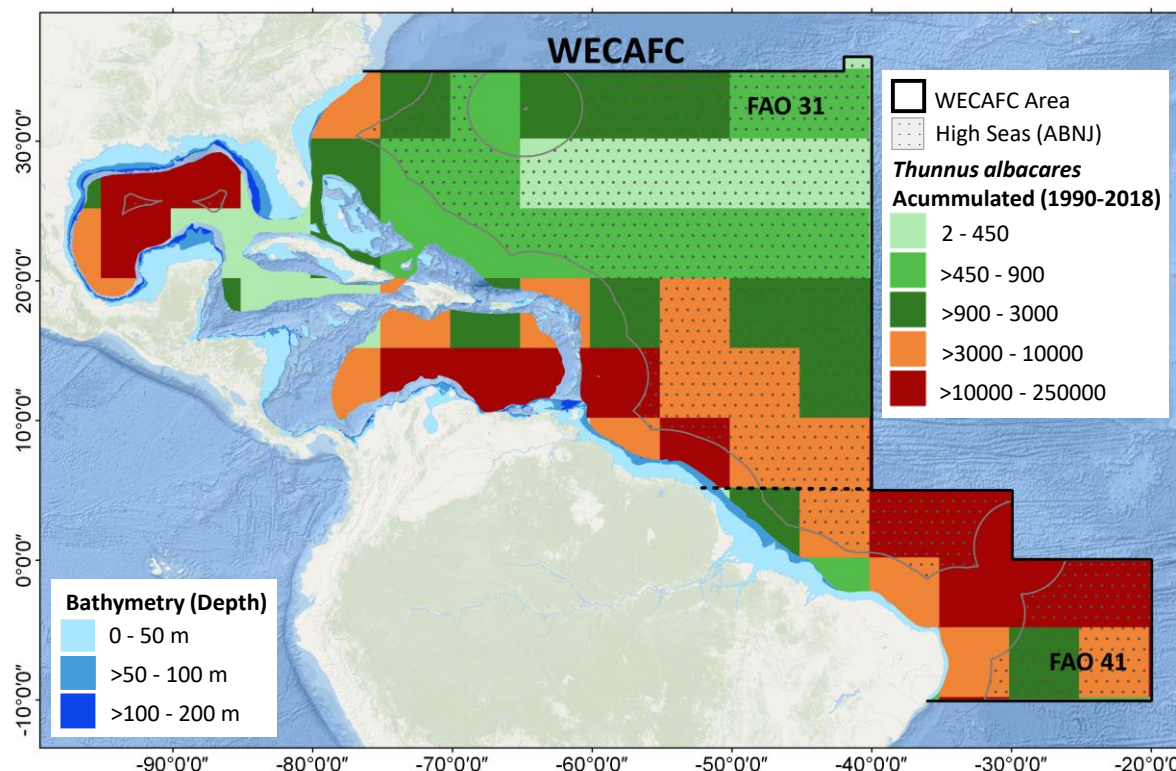 WECAFC
FAO 31
WECAFC Area
High Seas (ABNJ)
Thunnus albacares
Acummulated (1990-2018)
2 - 450
>450 - 900
>900 - 3000
>3000 - 10000
>10000 - 250000
30°0'0"
20°0'0"
10°0'0"
0°0'0"
-10°0'0"
Bathymetry (Depth)
0 - 50 m
>50 - 100 m
>100 - 200 m
FAO 41
-90°0'0" -80°0'0" -70°0'0" -60°0'0" -50°0'0" -40°0'0" -30°0'0" -20°0'0"